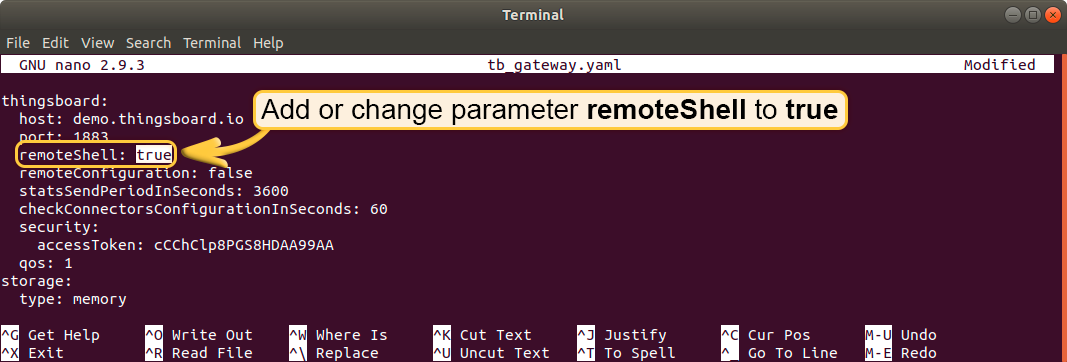 Terminal
File Edit View Search Terminal Help
GNU nano 2.9.3 tb_gateway.yaml Modified
thingsboard:
host: demo.thingsboard.io
Add or change parameter remoteShell to true
port: 1883
remoteShell: true
remoteConfiguration: false
statsSendPeriodInSeconds: 3600
checkConnectorsConfigurationInSeconds: 60
security:
accessToken: cCChClp8PGS8HDAA99AA
qos: 1
storage:
type: memory
^G Get Help ^O Write Out ^W Where Is ^K Cut Text ^J Justify ^C Cur Pos M-U Undo
^X Exit ^R Read File ^\ Replace ^U Uncut Text ^T To Spell ^_ Go To Line M-E Redo